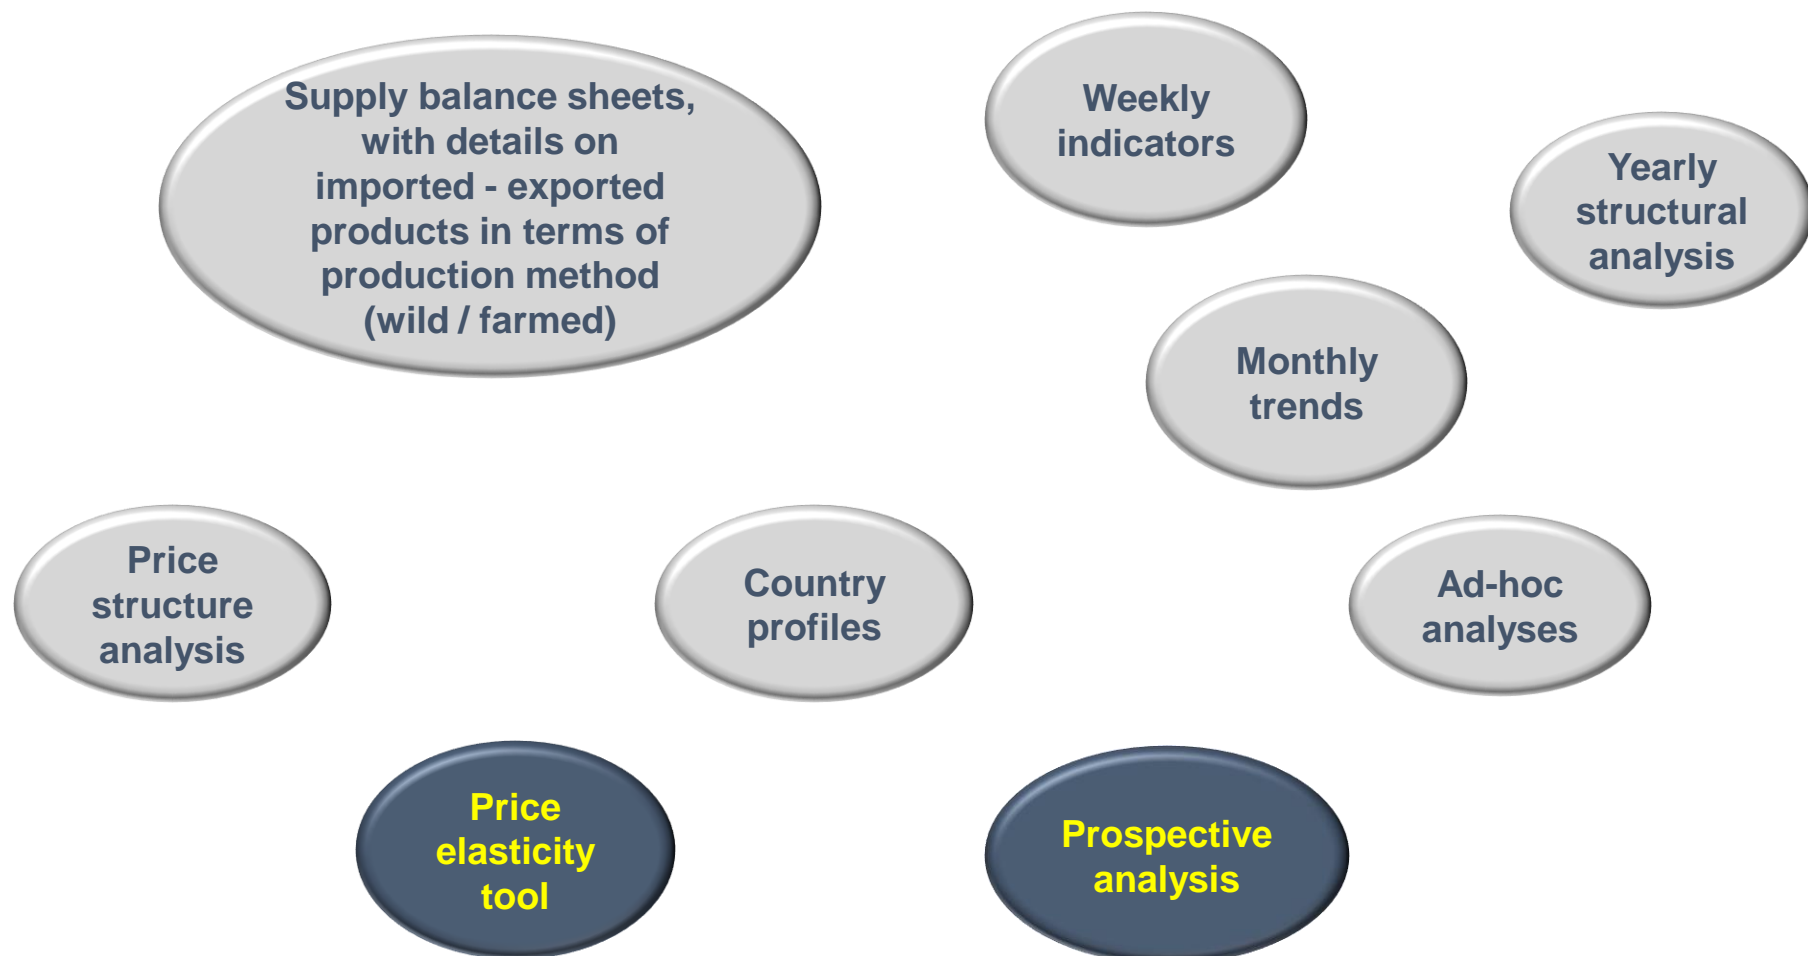 Supply balance sheets,
with details on
imported - exported
products in terms of
production method
(wild / farmed)
Weekly
indicators
Yearly
structural
analysis
Monthly
trends
Price
structure
analysis
Country
profiles
Ad-hoc
analyses
Price
elasticity
tool
Prospective
analysis